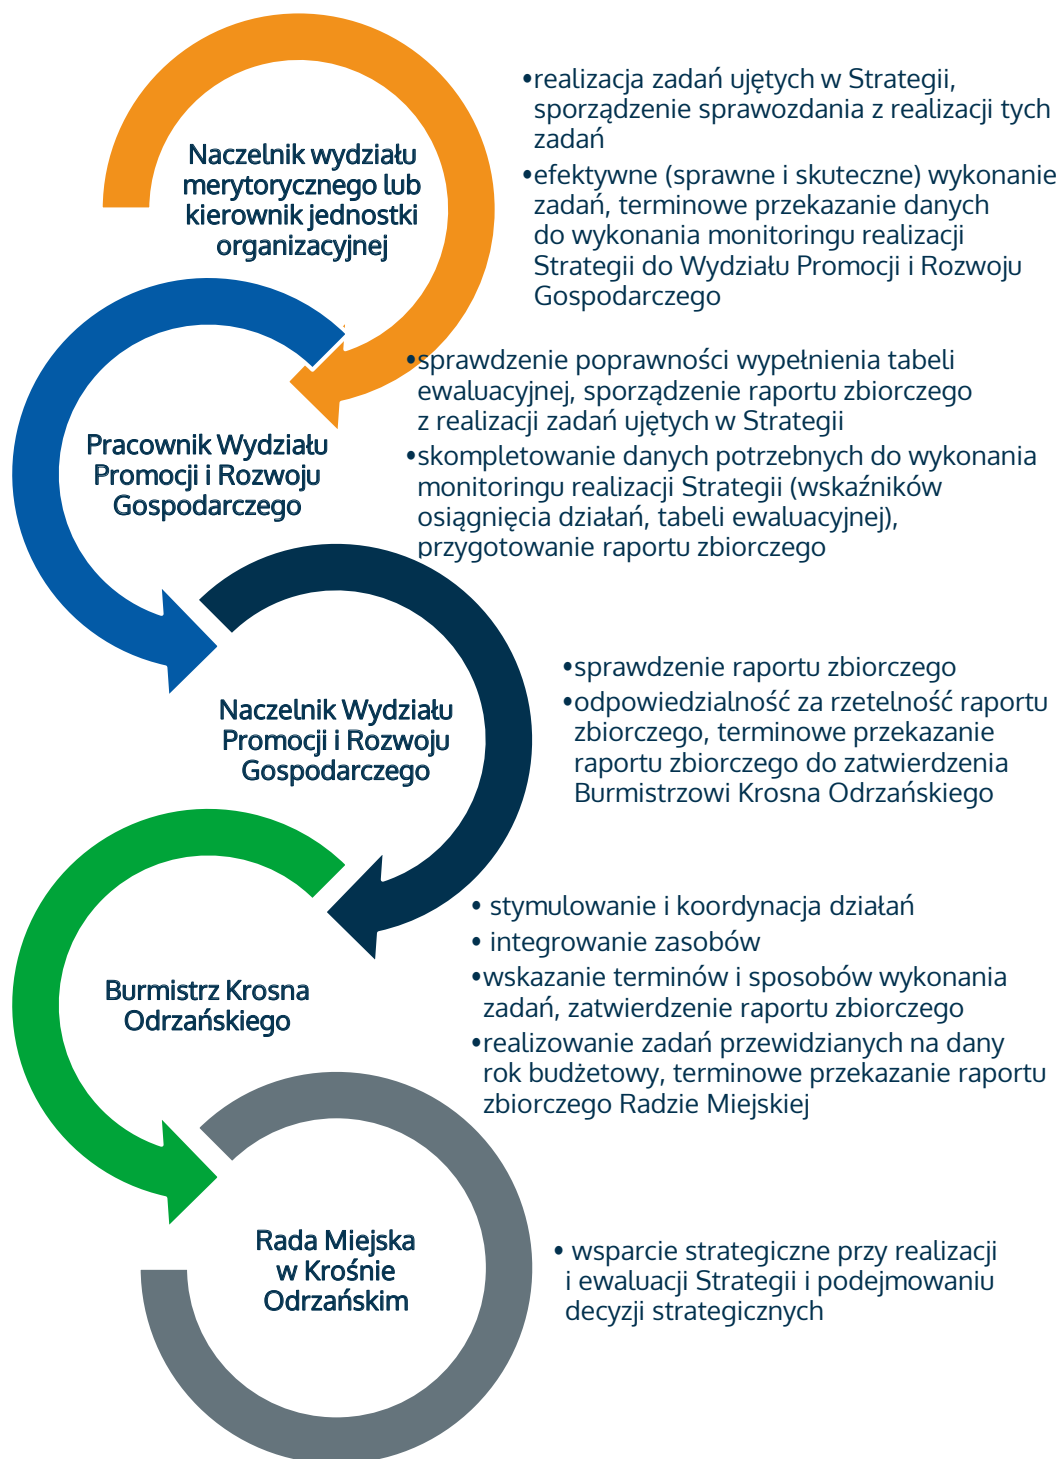 Naczelnik wydziału
merytorycznego lub
kierownik jednostki
organizacyjnej
•realizacja zadań ujętych w Strategii,
sporządzenie sprawozdania z realizacji tych
zadań
•efektywne (sprawne i skuteczne) wykonanie
zadań, terminowe przekazanie danych
do wykonania monitoringu realizacji
Strategii do Wydziału Promocji i Rozwoju
Gospodarczego
Pracownik Wydziału
Promocji i Rozwoju
Gospodarczego
•sprawdzenie poprawności wypełnienia tabeli
ewaluacyjnej, sporządzenie raportu zbiorczego
z realizacji zadań ujętych w Strategii
•skompletowanie danych potrzebnych do wykonania
monitoringu realizacji Strategii (wskaźników
osiągnięcia działań, tabeli ewaluacyjnej),
przygotowanie raportu zbiorczego
Naczelnik Wydziału
Promocji i Rozwoju
Gospodarczego
•sprawdzenie raportu zbiorczego
•odpowiedzialność za rzetelność raportu
zbiorczego, terminowe przekazanie
raportu zbiorczego do zatwierdzenia
Burmistrzowi Krosna Odrzańskiego
Burmistrz Krosna
Odrzańskiego
• stymulowanie i koordynacja działań
• integrowanie zasobów
•wskazanie terminów i sposobów wykonania
zadań, zatwierdzenie raportu zbiorczego
•realizowanie zadań przewidzianych na dany
rok budżetowy, terminowe przekazanie raportu
zbiorczego Radzie Miejskiej
Rada Miejska
w Krośnie
Odrzańskim
• wsparcie strategiczne przy realizacji
i ewaluacji Strategii i podejmowaniu
decyzji strategicznych